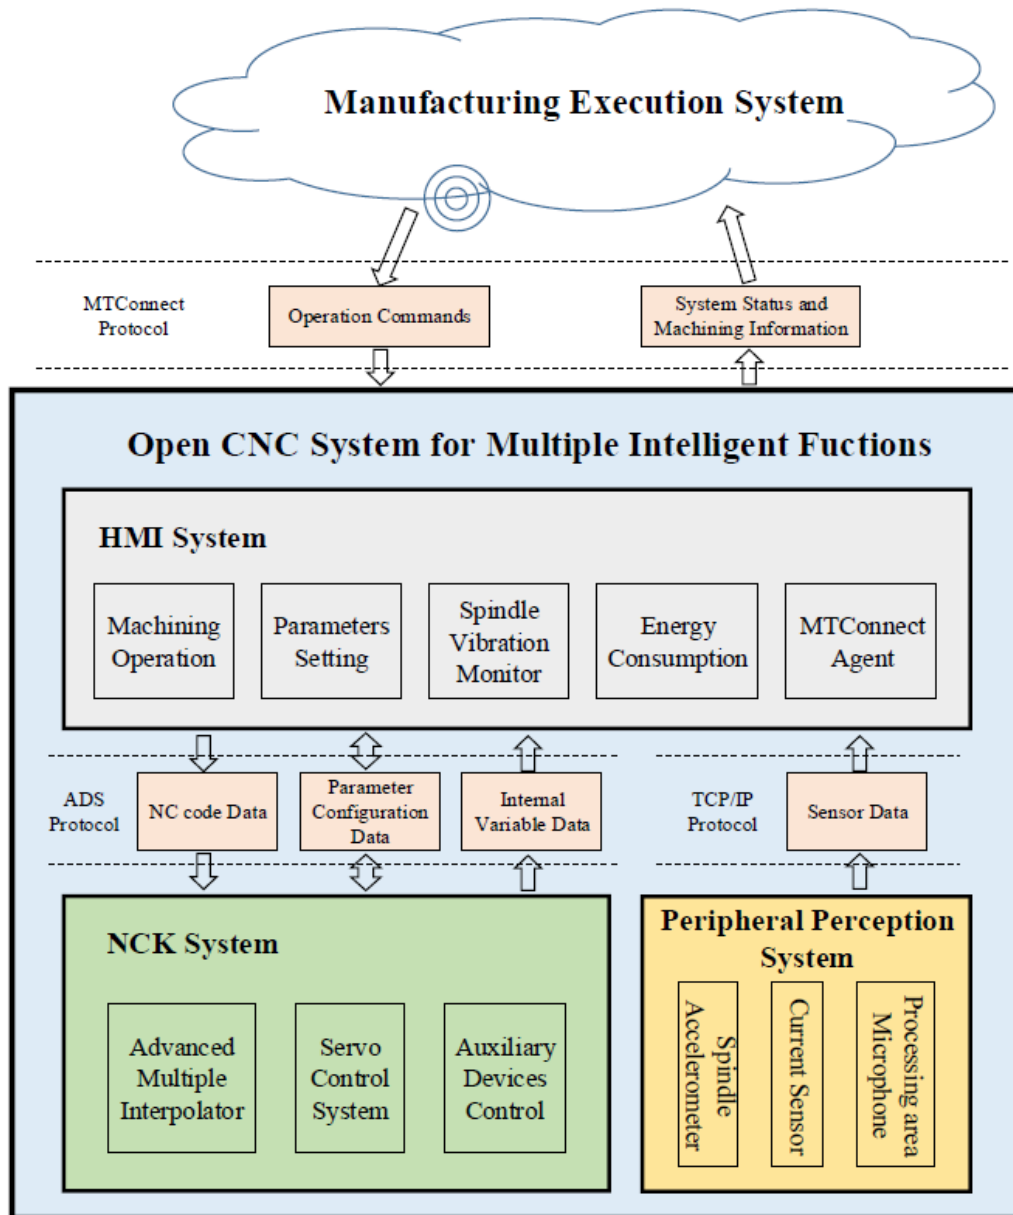 Manufacturing Execution System
MTConnect
Protocol
Operation Commands
System Status and
Machining Information
Open CNC System for Multiple Intelligent Fuctions
HMI System
Machining
Operation
Parameters
Setting
Spindle
Vibration
Monitor
Energy
Consumption
MTConnect
Agent
ADS
Protocol
NC code Data
Parameter
Configuration
Data
Internal
Variable Data
TCP/IP
Protocol
Sensor Data
NCK System
Advanced
Multiple
Interpolator
Servo
Control
System
Auxiliary
Devices
Control
Peripheral Perception
System
Spindle
Accelerometer
Current Sensor
Processing area
Microphone